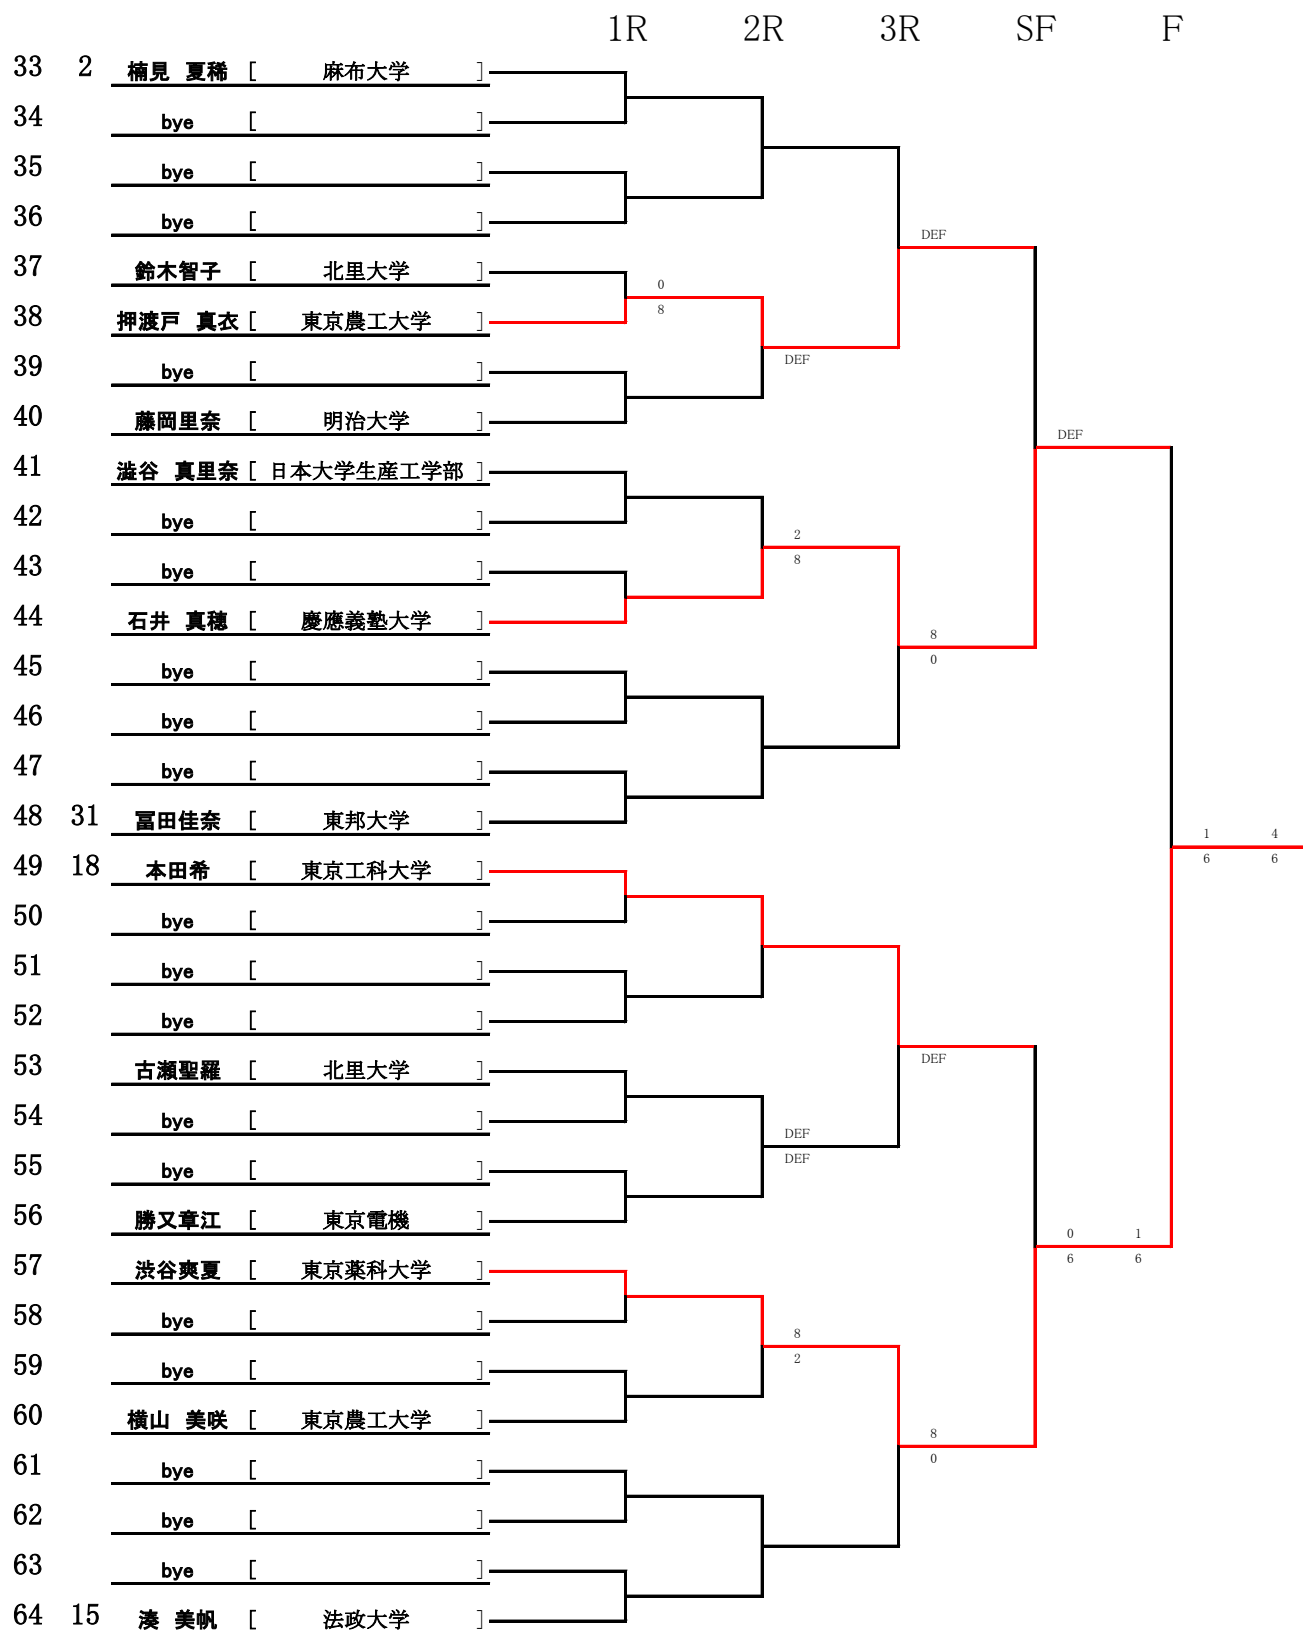 1R 2R 3R SF F
33 2 楠見 夏稀 [ 麻布大学 ]
34 bye [ ]
35 bye [ ]
36 bye [ ]
DEF
37 鈴木智子 [ 北里大学 ]
0
38 押渡戸 真衣 [ 東京農工大学 ] 8
39 bye [ ] DEF
40 藤岡里奈 [ 明治大学 ]
DEF
41 澁谷 真里奈 [ 日本大学生産工学部 ]
42 bye [ ]
2
43 bye [ ] 8
44 石井 真穂 [ 慶應義塾大学 ]
8
45 bye [ ] 0
46 bye [ ]
47 bye [ ]
48 31 冨田佳奈 [ 東邦大学 ]
1 4
49 18 本田希 [ 東京工科大学 ] 6 6
50 bye [ ]
51 bye [ ]
52 bye [ ]
53 古瀬聖羅 [ 北里大学 ] DEF
54 bye [ ] DEF
55 bye [ ] DEF
56 勝又章江 [ 東京電機 ]
0 1
57 渋谷爽夏 [ 東京薬科大学 ] 6 6
58 bye [ ] 8
59 bye [ ] 2
60 横山 美咲 [ 東京農工大学 ]
8
61 bye [ ] 0
62 bye [ ]
63 bye [ ]
64 15 湊 美帆 [ 法政大学 ]